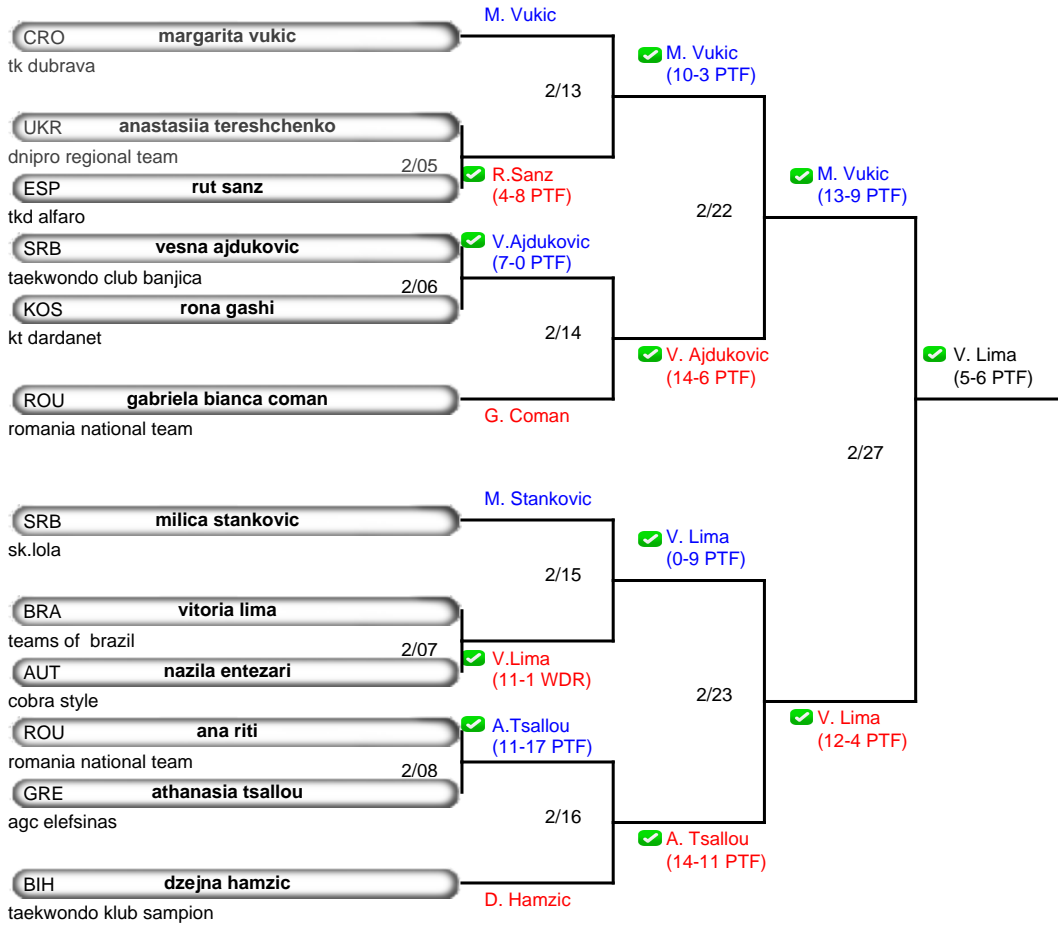 M. Vukic
CRO margarita vukic
tk dubrava
2/13
M. Vukic
(10-3 PTF)
UKR anastasiia tereshchenko
dnipro regional team
2/05
R.Sanz
(4-8 PTF)
ESP rut sanz
tkd alfaro
M. Vukic
(13-9 PTF)
2/22
SRB vesna ajdukovic
V.Ajdukovic
(7-0 PTF)
taekwondo club banjica
2/06
KOS rona gashi
kt dardanet
2/14
V. Ajdukovic
(14-6 PTF)
V. Lima
(5-6 PTF)
ROU gabriela bianca coman
G. Coman
romania national team
2/27
M. Stankovic
SRB milica stankovic
sk.lola
2/15
V. Lima
(0-9 PTF)
BRA vitoria lima
teams of  brazil
2/07
V.Lima
(11-1 WDR)
AUT nazila entezari
cobra style
2/23
V. Lima
(12-4 PTF)
ROU ana riti
A.Tsallou
(11-17 PTF)
romania national team
2/08
GRE athanasia tsallou
agc elefsinas
2/16
A. Tsallou
(14-11 PTF)
BIH dzejna hamzic
D. Hamzic
taekwondo klub sampion